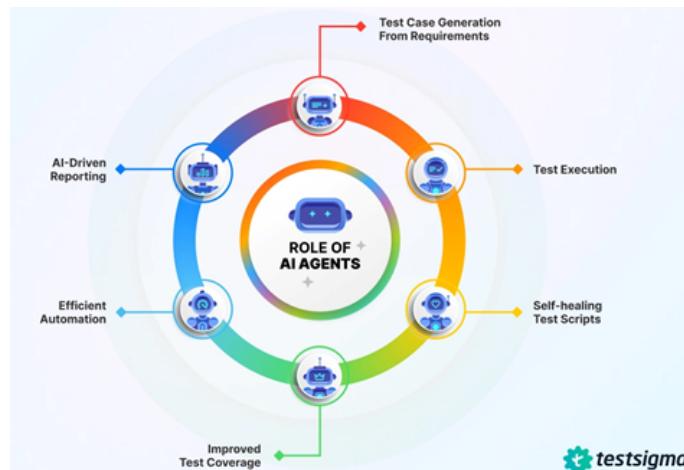 Test Case Generation
From Requirements
AI-Driven
Reporting
Test Execution
ROLE OF
AI AGENTS
Efficient
Automation
Self-healing
Test Scripts
Improved
Test Coverage
testsigma